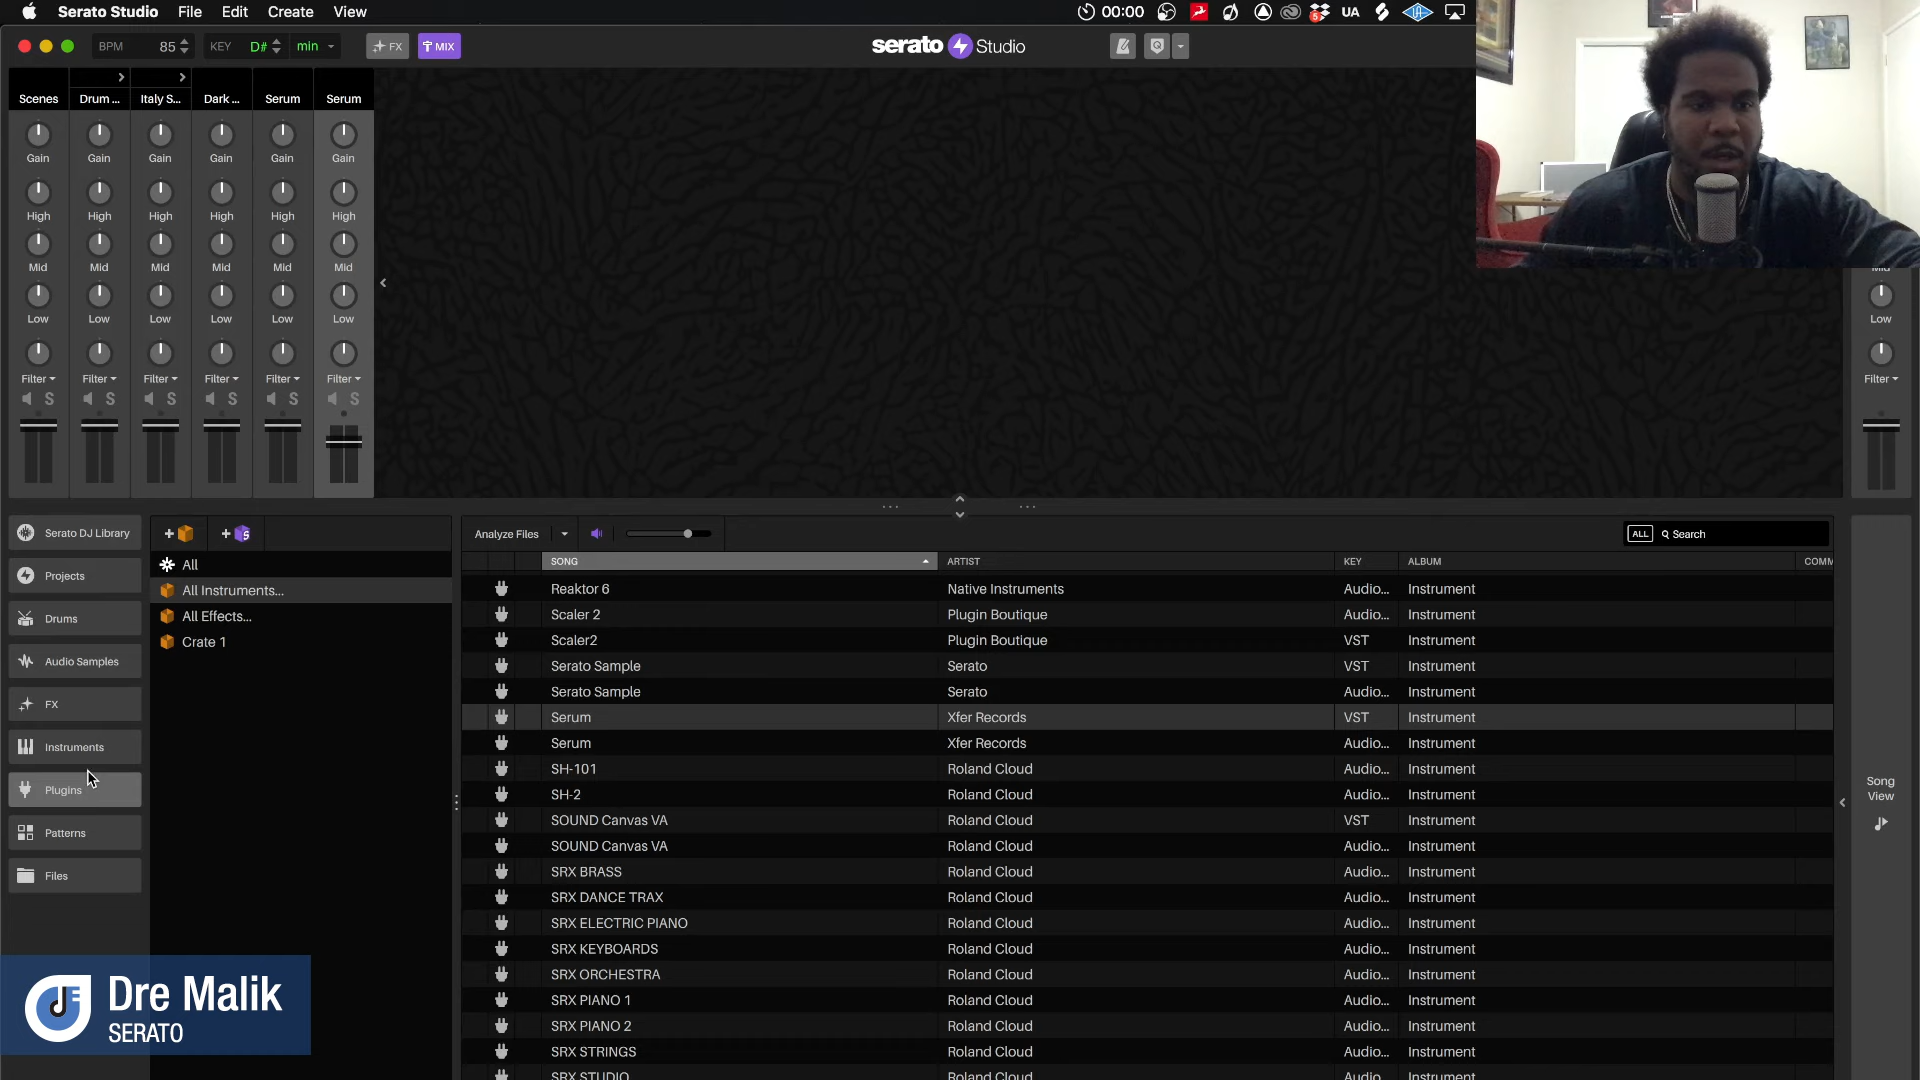 Serato Studio File Edit Create View 00:00 5 UA
BPM 85 KEY D# min FX MIX serato Studio
Scenes Drum ... Italy S... Dark ... Serum Serum
Gain Gain Gain Gain Gain Gain
High High High High High High
Mid Mid Mid Mid Mid Mid Mid
Low Low Low Low Low Low Low
Filter Filter Filter Filter Filter Filter Filter
S S S S S S
Serato DJ Library
Projects
Drums
Audio Samples
FX
Instruments
Plugins
Patterns
Files
+ + S
All
All Instruments...
All Effects...
Crate 1
Analyze Files ALL Search
SONG ARTIST KEY ALBUM COMM
Reaktor 6 Native Instruments Audio... Instrument
Scaler 2 Plugin Boutique Audio... Instrument
Scaler2 Plugin Boutique VST Instrument
Serato Sample Serato VST Instrument
Serato Sample Serato Audio... Instrument
Serum Xfer Records VST Instrument
Serum Xfer Records Audio... Instrument
SH-101 Roland Cloud Audio... Instrument
SH-2 Roland Cloud Audio... Instrument
SOUND Canvas VA Roland Cloud VST Instrument
SOUND Canvas VA Roland Cloud Audio... Instrument
SRX BRASS Roland Cloud Audio... Instrument
SRX DANCE TRAX Roland Cloud Audio... Instrument
SRX ELECTRIC PIANO Roland Cloud Audio... Instrument
SRX KEYBOARDS Roland Cloud Audio... Instrument
SRX ORCHESTRA Roland Cloud Audio... Instrument
SRX PIANO 1 Roland Cloud Audio... Instrument
SRX PIANO 2 Roland Cloud Audio... Instrument
SRX STRINGS Roland Cloud Audio... Instrument
SRX STUDIO Roland Cloud Audio... Instrument
Song
View
Dre Malik
SERATO